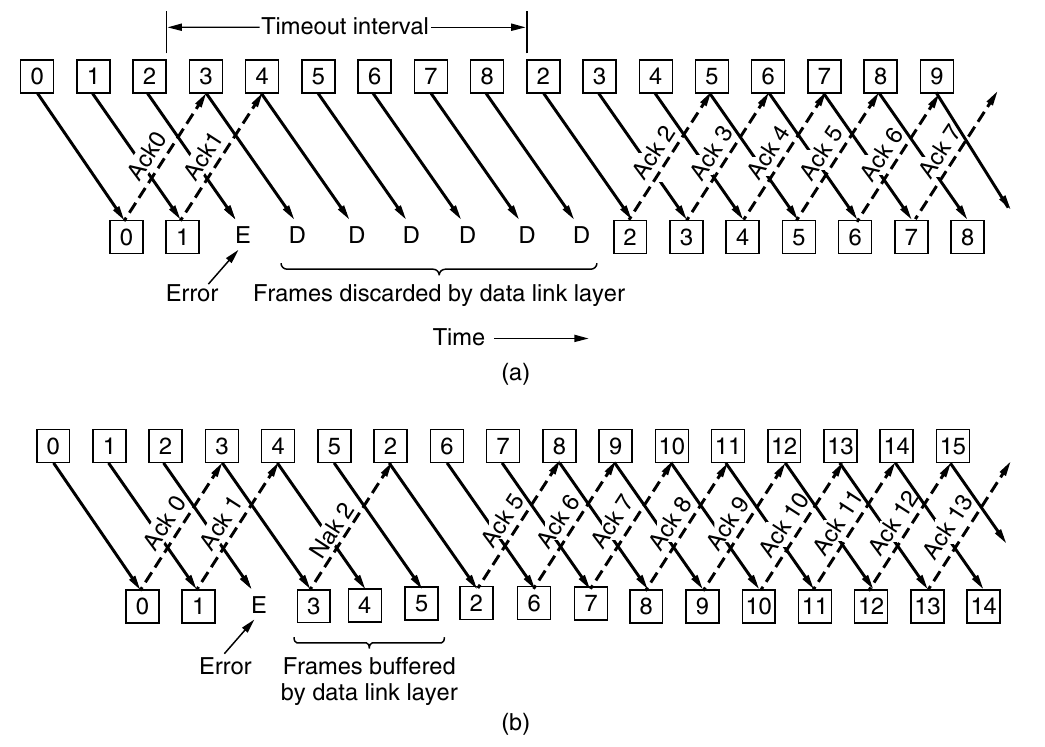 Timeout interval
0 1 2 3 4 5 6 7 8 2 3 4 5 6 7 8 9
Ack0 Ack1 Ack 2 Ack 3 Ack 4 Ack 5 Ack 6 Ack 7
0 1 E D D D D D D 2 3 4 5 6 7 8
Error Frames discarded by data link layer
Time
(a)
0 1 2 3 4 5 2 6 7 8 9 10 11 12 13 14 15
Ack 0 Ack 1 Nak 2 Ack 5 Ack 6 Ack 7 Ack 8 Ack 9 Ack 10 Ack 11 Ack 12 Ack 13
0 1 E 3 4 5 2 6 7 8 9 10 11 12 13 14
Error Frames buffered
by data link layer
(b)